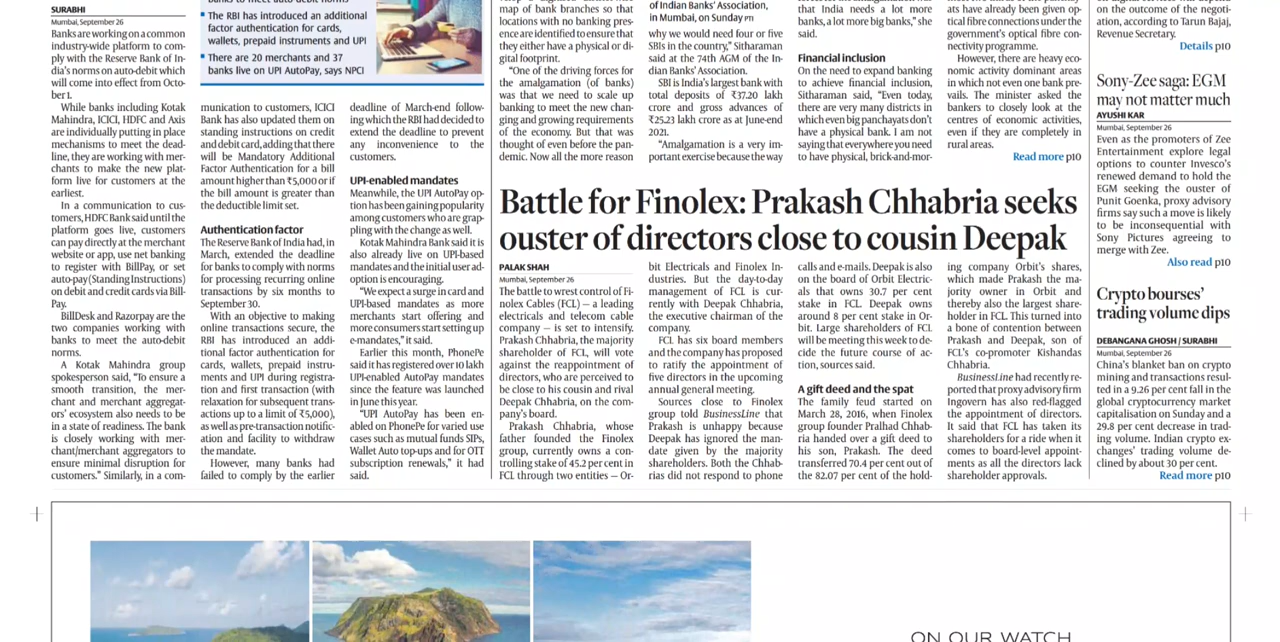 SURABHI
Mumbai, September 26
Banks are working on a common
industry-wide platform to com-
ply with the Reserve Bank of In-
dia's norms on auto-debit which
will come into effect from Octo-
ber 1.
While banks including Kotak
Mahindra, ICICI, HDFC and Axis
are individually putting in place
mechanisms to meet the dead-
line, they are working with mer-
chants to make the new plat-
form live for customers at the
earliest.
In a communication to cus-
tomers, HDFC Bank said until the
platform goes live, customers
can pay directly at the merchant
website or app, use net banking
to register with BillPay, or set
auto-pay (Standing Instructions)
on debit and credit cards via Bill-
Pay.
BillDesk and Razorpay are the
two companies working with
banks to meet the auto-debit
norms.
A Kotak Mahindra group
spokesperson said, "To ensure a
smooth transition, the mer-
chant and merchant aggregat-
ors' ecosystem also needs to be
in a state of readiness. The bank
is closely working with mer-
chant/merchant aggregators to
ensure minimal disruption for
customers." Similarly, in a com-
The RBI has introduced an additional
factor authentication for cards,
wallets, prepaid instruments and UPI
There are 20 merchants and 37
banks live on UPI AutoPay, says NPCI
munication to customers, ICICI
Bank has also updated them on
standing instructions on credit
and debit card, adding that there
will be Mandatory Additional
Factor Authentication for a bill
amount higher than ₹5,000 or if
the bill amount is greater than
the deductible limit set.
Authentication factor
The Reserve Bank of India had, in
March, extended the deadline
for banks to comply with norms
for processing recurring online
transactions by six months to
September 30.
With an objective to making
online transactions secure, the
RBI has introduced an addi-
tional factor authentication for
cards, wallets, prepaid instru-
ments and UPI during registra-
tion and first transaction (with
relaxation for subsequent trans-
actions up to a limit of ₹5,000),
as well as pre-transaction notific-
ation and facility to withdraw
the mandate.
However, many banks had
failed to comply by the earlier
deadline of March-end follow-
ing which the RBI had decided to
extend the deadline to prevent
any inconvenience to the
customers.
UPI-enabled mandates
Meanwhile, the UPI AutoPay op-
tion has been gaining popularity
among customers who are grap-
pling with the change as well.
Kotak Mahindra Bank said it is
also already live on UPI-based
mandates and the initial user ad-
option is encouraging.
"We expect a surge in card and
UPI-based mandates as more
merchants start offering and
more consumers start setting up
e-mandates," it said.
Earlier this month, PhonePe
said it has registered over 10 lakh
UPI-enabled AutoPay mandates
since the feature was launched
in June this year.
"UPI AutoPay has been en-
abled on PhonePe for varied use
cases such as mutual funds SIPs,
Wallet Auto top-ups and for OTT
subscription renewals," it had
said.
map of bank branches so that
locations with no banking pres-
ence are identified to ensure that
they either have a physical or di-
gital footprint.
"One of the driving forces for
the amalgamation (of banks)
was that we need to scale up
banking to meet the new chan-
ging and growing requirements
of the economy. But that was
thought of even before the pan-
demic. Now all the more reason
of Indian Banks' Association,
in Mumbai, on Sunday PTI
why we would need four or five
SBIs in the country," Sitharaman
said at the 74th AGM of the In-
dian Banks' Association.
SBI is India's largest bank with
total deposits of ₹37.20 lakh
crore and gross advances of
₹25.23 lakh crore as at June-end
2021.
"Amalgamation is a very im-
portant exercise because the way
that India needs a lot more
banks, a lot more big banks," she
said.
Financial inclusion
On the need to expand banking
to achieve financial inclusion,
Sitharaman said, "Even today,
there are very many districts in
which even big panchayats don't
have a physical bank. I am not
saying that everywhere you need
to have physical, brick-and-mor-
ats have already been given op-
tical fibre connections under the
government's optical fibre con-
nectivity programme.
However, there are heavy eco-
nomic activity dominant areas
in which not even one bank pre-
vails. The minister asked the
bankers to closely look at the
centres of economic activities,
even if they are completely in
rural areas.
Read more p10
Battle for Finolex: Prakash Chhabria seeks
ouster of directors close to cousin Deepak
PALAK SHAH
Mumbai, September 26
The battle to wrest control of Fi-
nolex Cables (FCL) — a leading
electricals and telecom cable
company — is set to intensify.
Prakash Chhabria, the majority
shareholder of FCL, will vote
against the reappointment of
directors, who are perceived to
be close to his cousin and rival
Deepak Chhabria, on the com-
pany's board.
Prakash Chhabria, whose
father founded the Finolex
group, currently owns a con-
trolling stake of 45.2 per cent in
FCL through two entities — Or-
bit Electricals and Finolex In-
dustries. But the day-to-day
management of FCL is cur-
rently with Deepak Chhabria,
the executive chairman of the
company.
FCL has six board members
and the company has proposed
to ratify the appointment of
five directors in the upcoming
annual general meeting.
Sources close to Finolex
group told BusinessLine that
Prakash is unhappy because
Deepak has ignored the man-
date given by the majority
shareholders. Both the Chhab-
rias did not respond to phone
calls and e-mails. Deepak is also
on the board of Orbit Electric-
als that owns 30.7 per cent
stake in FCL. Deepak owns
around 8 per cent stake in Or-
bit. Large shareholders of FCL
will be meeting this week to de-
cide the future course of ac-
tion, sources said.
A gift deed and the spat
The family feud started on
March 28, 2016, when Finolex
group founder Pralhad Chhab-
ria handed over a gift deed to
his son, Prakash. The deed
transferred 70.4 per cent out of
the 82.07 per cent of the hold-
ing company Orbit's shares,
which made Prakash the ma-
jority owner in Orbit and
thereby also the largest share-
holder in FCL. This turned into
a bone of contention between
Prakash and Deepak, son of
FCL's co-promoter Kishandas
Chhabria.
BusinessLine had recently re-
ported that proxy advisory firm
Ingovern has also red-flagged
the appointment of directors.
It said that FCL has taken its
shareholders for a ride when it
comes to board-level appoint-
ments as all the directors lack
shareholder approvals.
on the outcome of the negoti-
ation, according to Tarun Bajaj,
Revenue Secretary.
Details p10
Sony-Zee saga: EGM
may not matter much
AYUSHI KAR
Mumbai, September 26
Even as the promoters of Zee
Entertainment explore legal
options to counter Invesco's
renewed demand to hold the
EGM seeking the ouster of
Punit Goenka, proxy advisory
firms say such a move is likely
to be inconsequential with
Sony Pictures agreeing to
merge with Zee.
Also read p10
Crypto bourses'
trading volume dips
DEBANGANA GHOSH / SURABHI
Mumbai, September 26
China's blanket ban on crypto
mining and transactions resul-
ted in a 9.26 per cent fall in the
global cryptocurrency market
capitalisation on Sunday and a
29.8 per cent decrease in trad-
ing volume. Indian crypto ex-
changes' trading volume de-
clined by about 30 per cent.
Read more p10
ON OUR WATCH